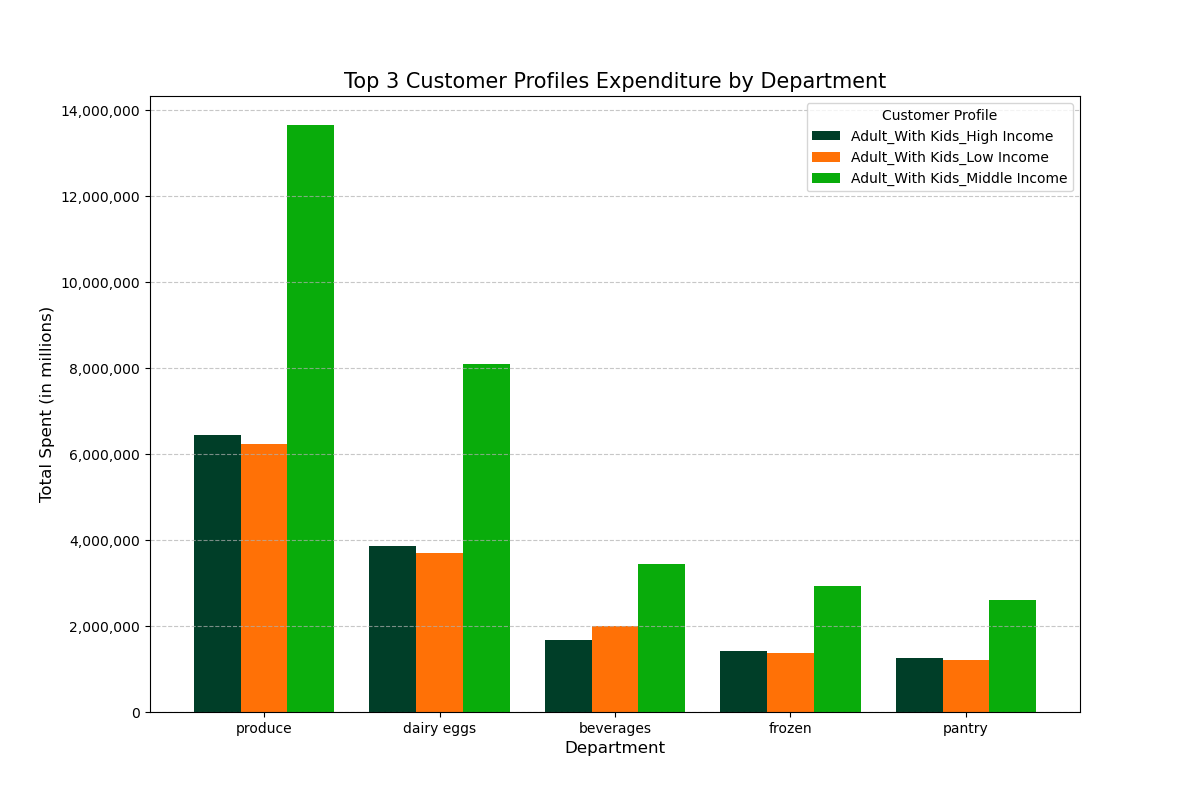 Top 3 Customer Profiles Expenditure by Department
Customer Profile
Adult_With Kids_High Income
Adult_With Kids_Low Income
Adult_With Kids_Middle Income
Total Spent (in millions)
14,000,000
12,000,000
10,000,000
8,000,000
6,000,000
4,000,000
2,000,000
0
produce dairy eggs beverages frozen pantry
Department